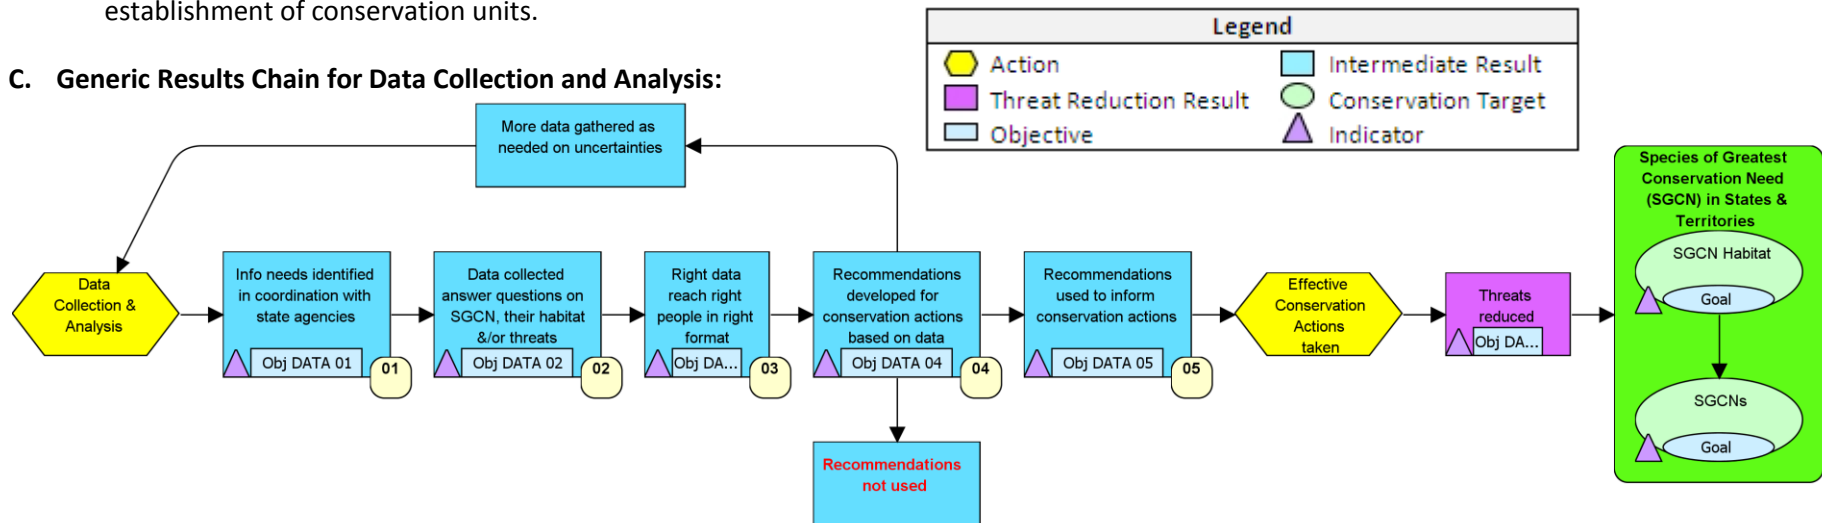 establishment of conservation units.
C. Generic Results Chain for Data Collection and Analysis:
Legend
Action
Intermediate Result
Threat Reduction Result
Conservation Target
Objective
Indicator
More data gathered as
needed on uncertainties
Data
Collection &
Analysis
Info needs identified
in coordination with
state agencies
Obj DATA 01
01
Data collected
answer questions on
SGCN, their habitat
&/or threats
Obj DATA 02
02
Right data
reach right
people in right
format
Obj DA...
03
Recommendations
developed for
conservation actions
based on data
Obj DATA 04
04
Recommendations
used to inform
conservation actions
Obj DATA 05
05
Effective
Conservation
Actions
taken
Threats
reduced
Obj DA...
Species of Greatest
Conservation Need
(SGCN) in States &
Territories
SGCN Habitat
Goal
SGCNs
Goal
Recommendations
not used